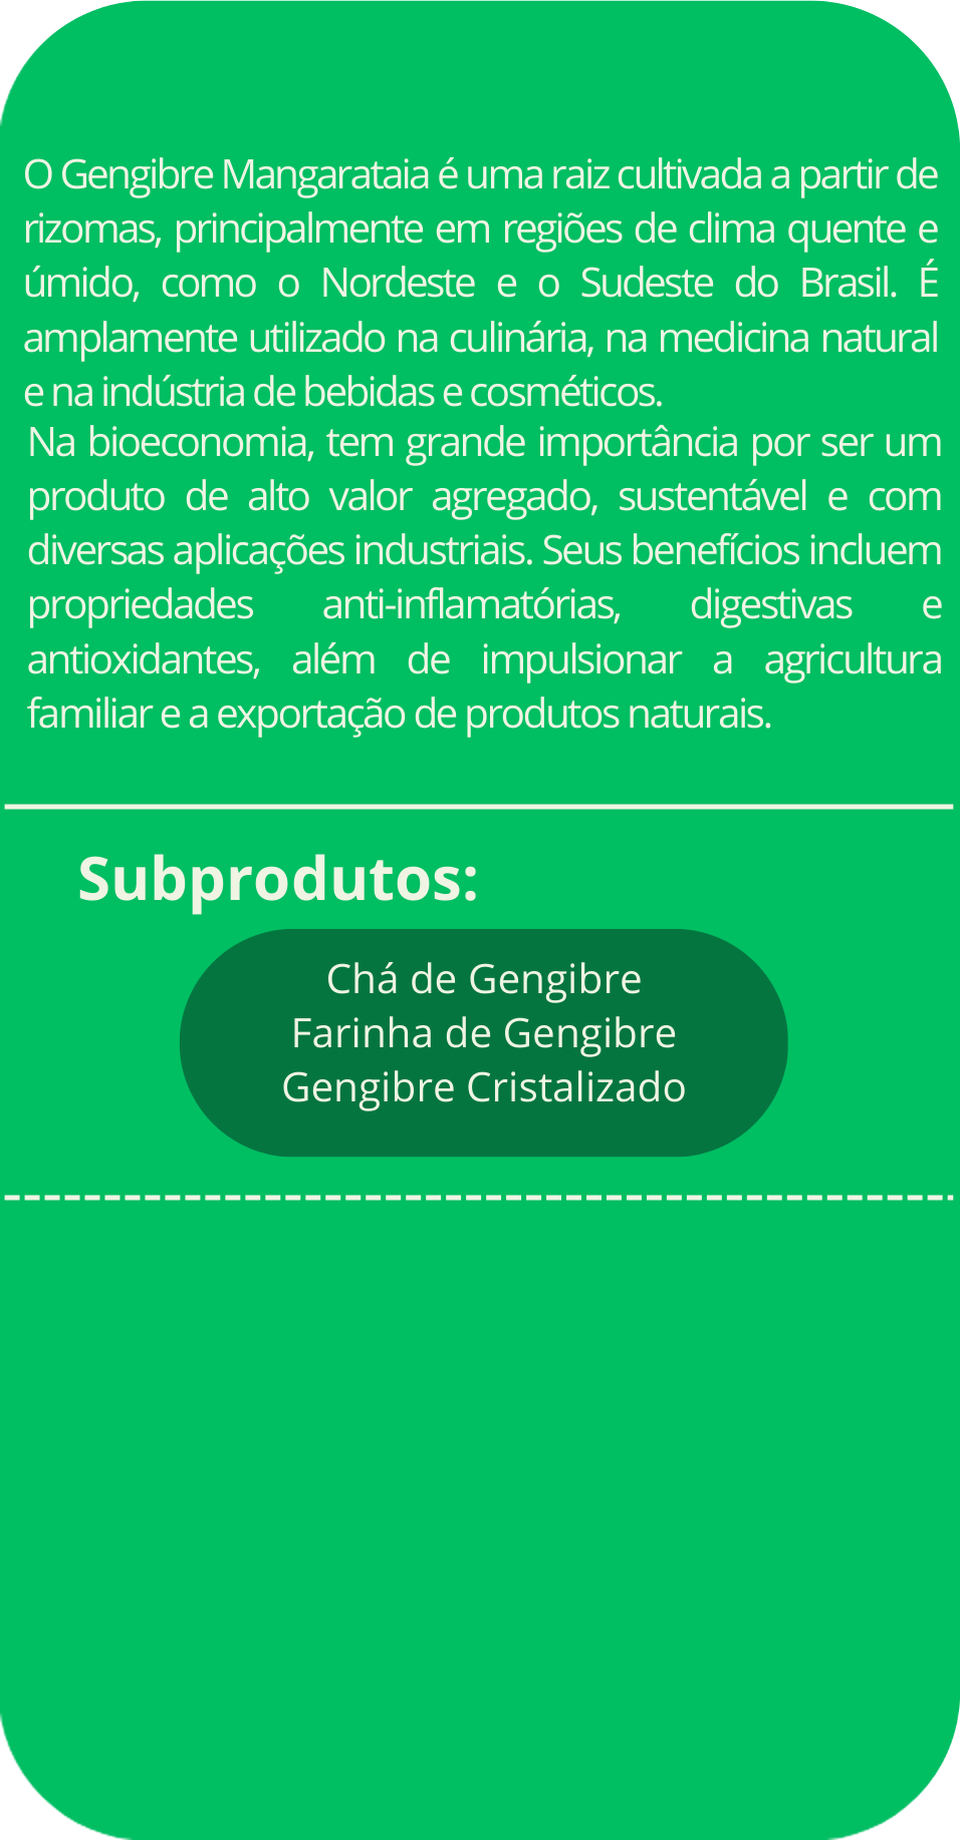 O Gengibre Mangarataia é uma raiz cultivada a partir de
rizomas, principalmente em regiões de clima quente e
úmido, como o Nordeste e o Sudeste do Brasil. É
amplamente utilizado na culinária, na medicina natural
e na indústria de bebidas e cosméticos.
Na bioeconomia, tem grande importância por ser um
produto de alto valor agregado, sustentável e com
diversas aplicações industriais. Seus benefícios incluem
propriedades anti-inflamatórias, digestivas e
antioxidantes, além de impulsionar a agricultura
familiar e a exportação de produtos naturais.
Subprodutos:
Chá de Gengibre
Farinha de Gengibre
Gengibre Cristalizado